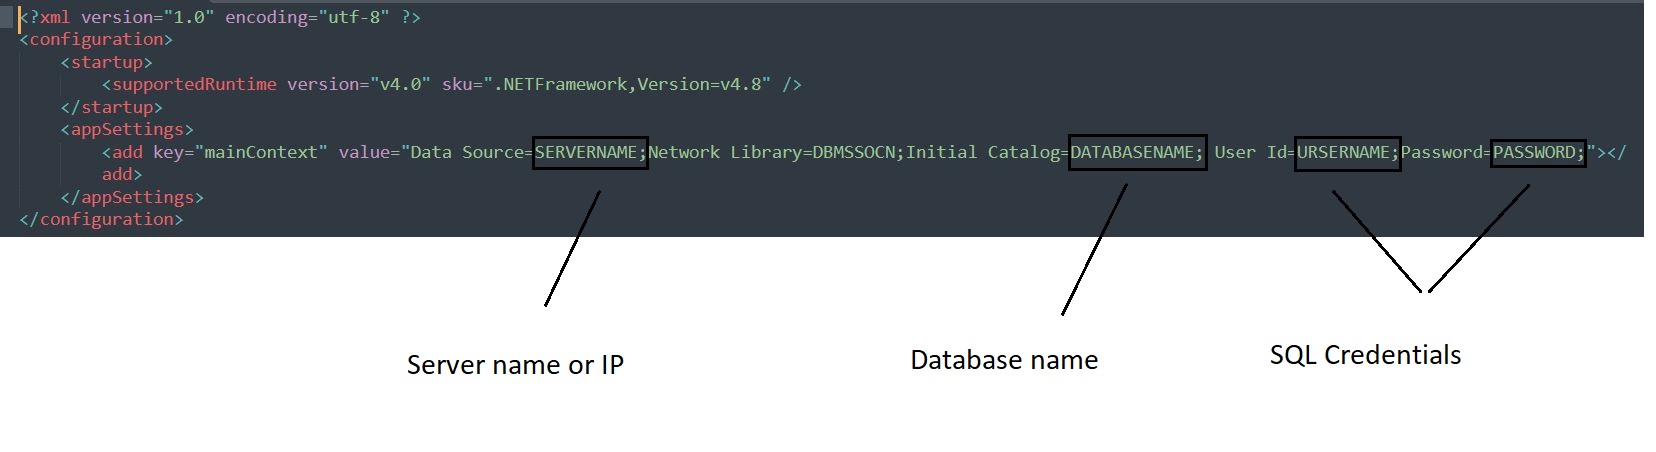 <?xml version="1.0" encoding="utf-8" ?>
<configuration>
<startup>
<supportedRuntime version="v4.0" sku=".NETFramework,Version=v4.8" />
</startup>
<appSettings>
<add key="mainContext" value="Data Source=SERVERNAME;Network Library=DBMSSOCN;Initial Catalog=DATABASENAME; User Id=URSERNAME;Password=PASSWORD;"></
add>
</appSettings>
</configuration>
Server name or IP
Database name
SQL Credentials